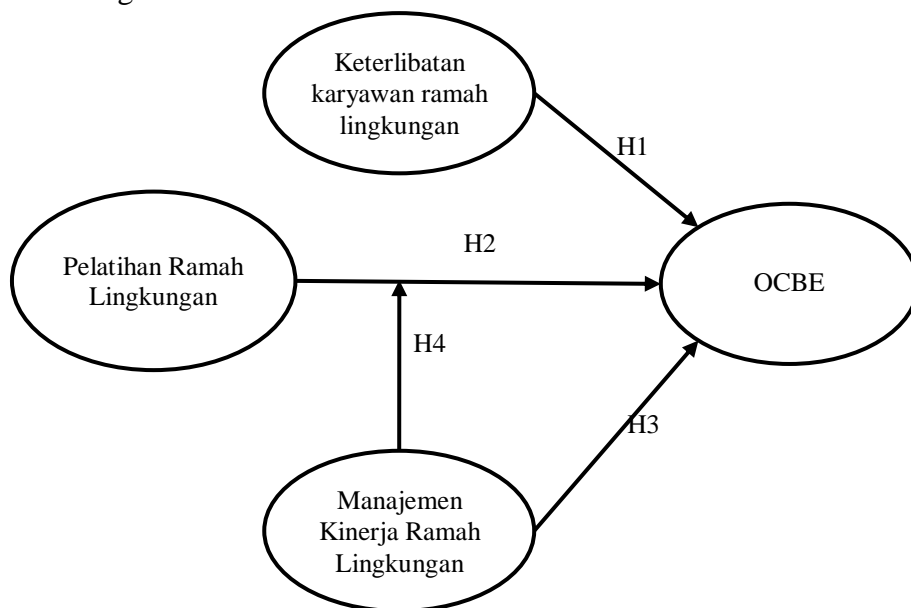 Keterlibatan
karyawan ramah
lingkungan
H1
H2
Pelatihan Ramah
Lingkungan
OCBE
H4
H3
Manajemen
Kinerja Ramah
Lingkungan